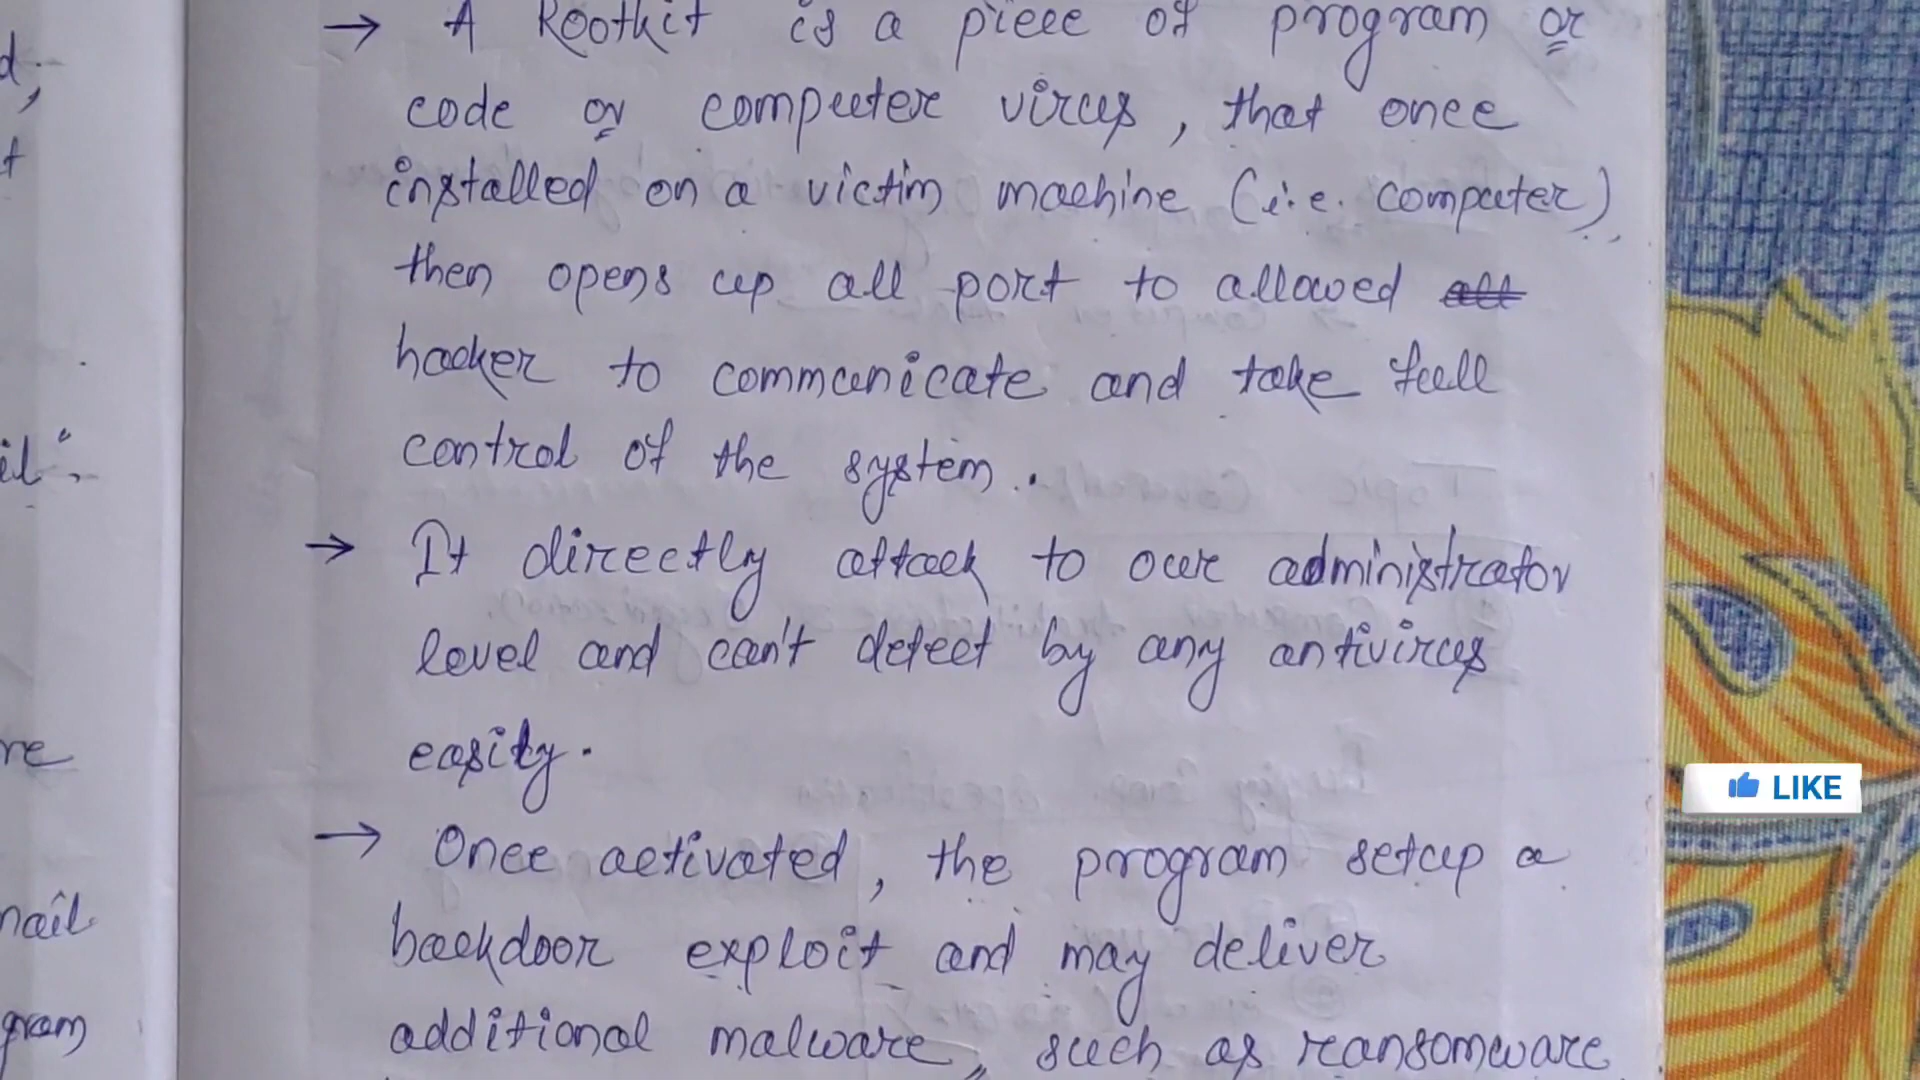 → A Rootkit is a piece of program or
code or computer virus, that once
installed on a victim machine (i.e. computer)
then opens up all port to allowed all
hacker to communicate and take full
control of the system.
→ It directly attack to our administrator
level and can't detect by any antivirus
easily.
→ Once activated, the program setup a
backdoor exploit and may deliver
additional malware, such as ransomware
LIKE
re
mail
gram